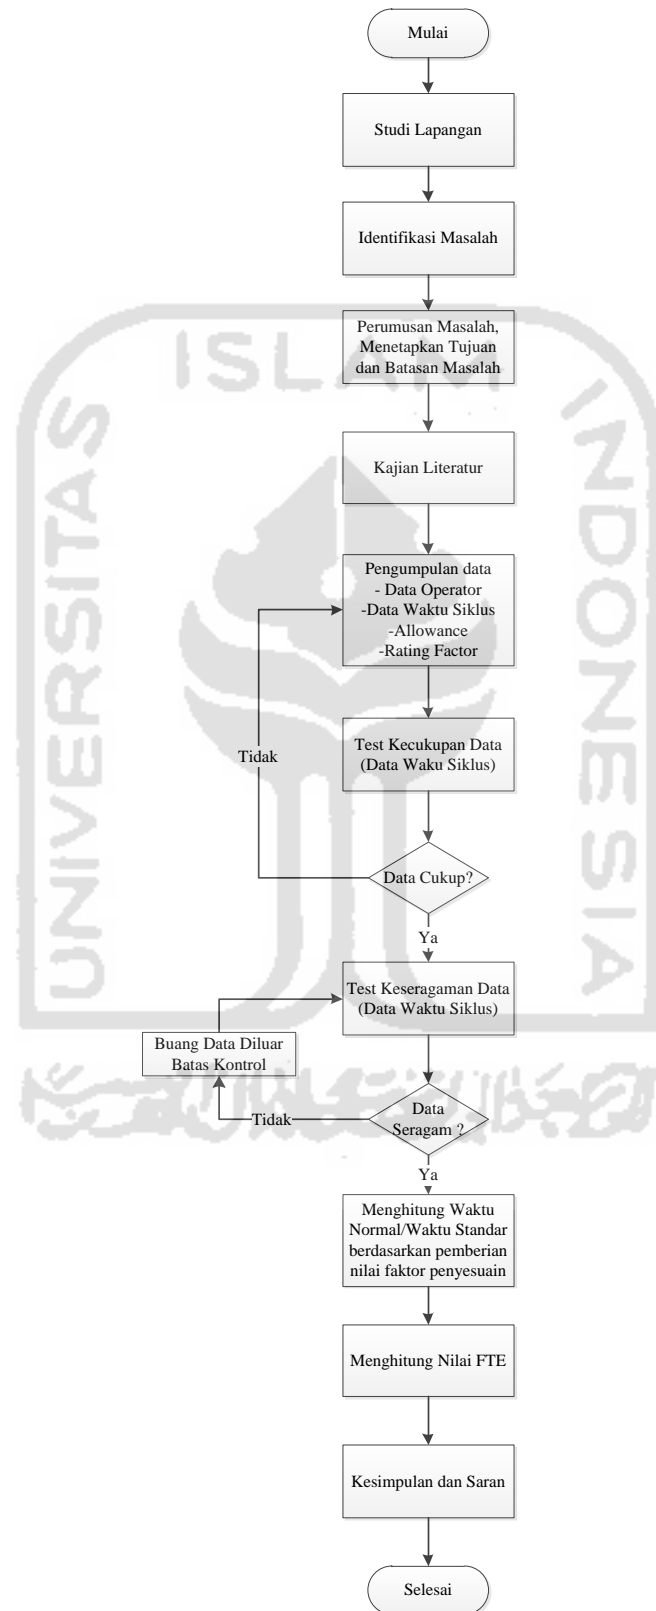 Mulai
Studi Lapangan
Identifikasi Masalah
Perumusan Masalah,
Menetapkan Tujuan
dan Batasan Masalah
Kajian Literatur
Pengumpulan data
- Data Operator
-Data Waktu Siklus
-Allowance
-Rating Factor
Test Kecukupan Data
(Data Waku Siklus)
Tidak
Data Cukup?
Ya
Test Keseragaman Data
(Data Waktu Siklus)
Buang Data Diluar
Batas Kontrol
Data
Seragam ?
Tidak
Ya
Menghitung Waktu
Normal/Waktu Standar
berdasarkan pemberian
nilai faktor penyesuain
Menghitung Nilai FTE
Kesimpulan dan Saran
Selesai
UNIVERSITAS
ISLAM
INDONESIA